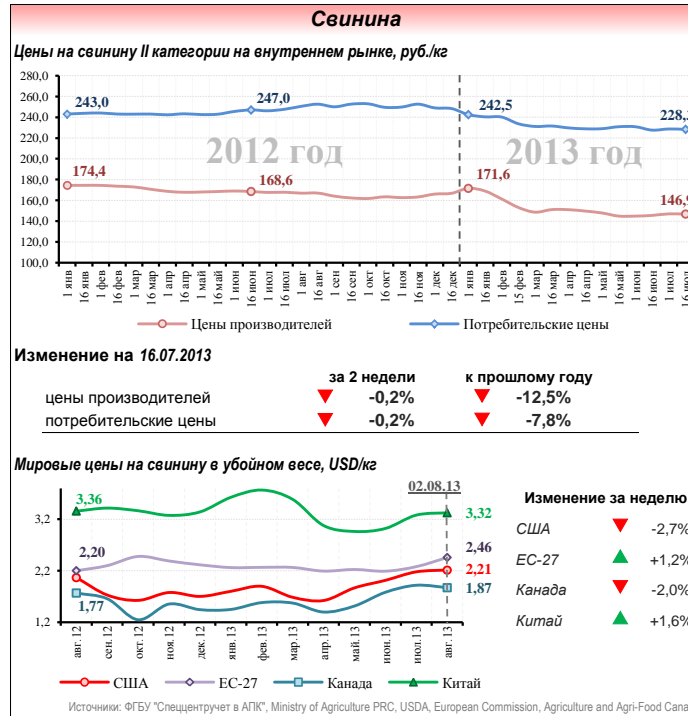 Свинина
Цены на свинину II категории на внутреннем рынке, руб./кг
280,0
260,0
240,0
220,0
200,0
180,0
160,0
140,0
120,0
100,0
243,0
247,0
242,5
228,
2012 год
2013 год
174,4
168,6
171,6
146,9
1 янв
16 янв
1 фев
16 фев
1 мар
16 мар
1 апр
16 апр
1 май
16 май
1 июн
16 июн
1 июл
16 июл
1 авг
16 авг
1 сен
16 сен
1 окт
16 окт
1 ноя
16 ноя
1 дек
16 дек
1 янв
16 янв
1 фев
15 фев
1 мар
16 мар
1 апр
16 апр
1 май
16 май
1 июн
16 июн
1 июл
16 июл
Цены производителей Потребительские цены
Изменение на 16.07.2013
за 2 недели к прошлому году
цены производителей -0,2% -12,5%
потребительские цены -0,2% -7,8%
Мировые цены на свинину в убойном весе, USD/кг
02.08.13
3,2
2,2
1,2
3,36
2,20
1,77
3,32
2,46
2,21
1,87
авг.12
сен.12
окт.12
ноя.12
дек.12
янв.13
фев.13
мар.13
апр.13
май.13
июн.13
июл.13
авг.13
США ЕС-27 Канада Китай
Изменение за неделю
США -2,7%
ЕС-27 +1,2%
Канада -2,0%
Китай +1,6%
Источники: ФГБУ "Спеццентручет в АПК", Ministry of Agriculture PRC, USDA, European Commission, Agriculture and Agri-Food Cana